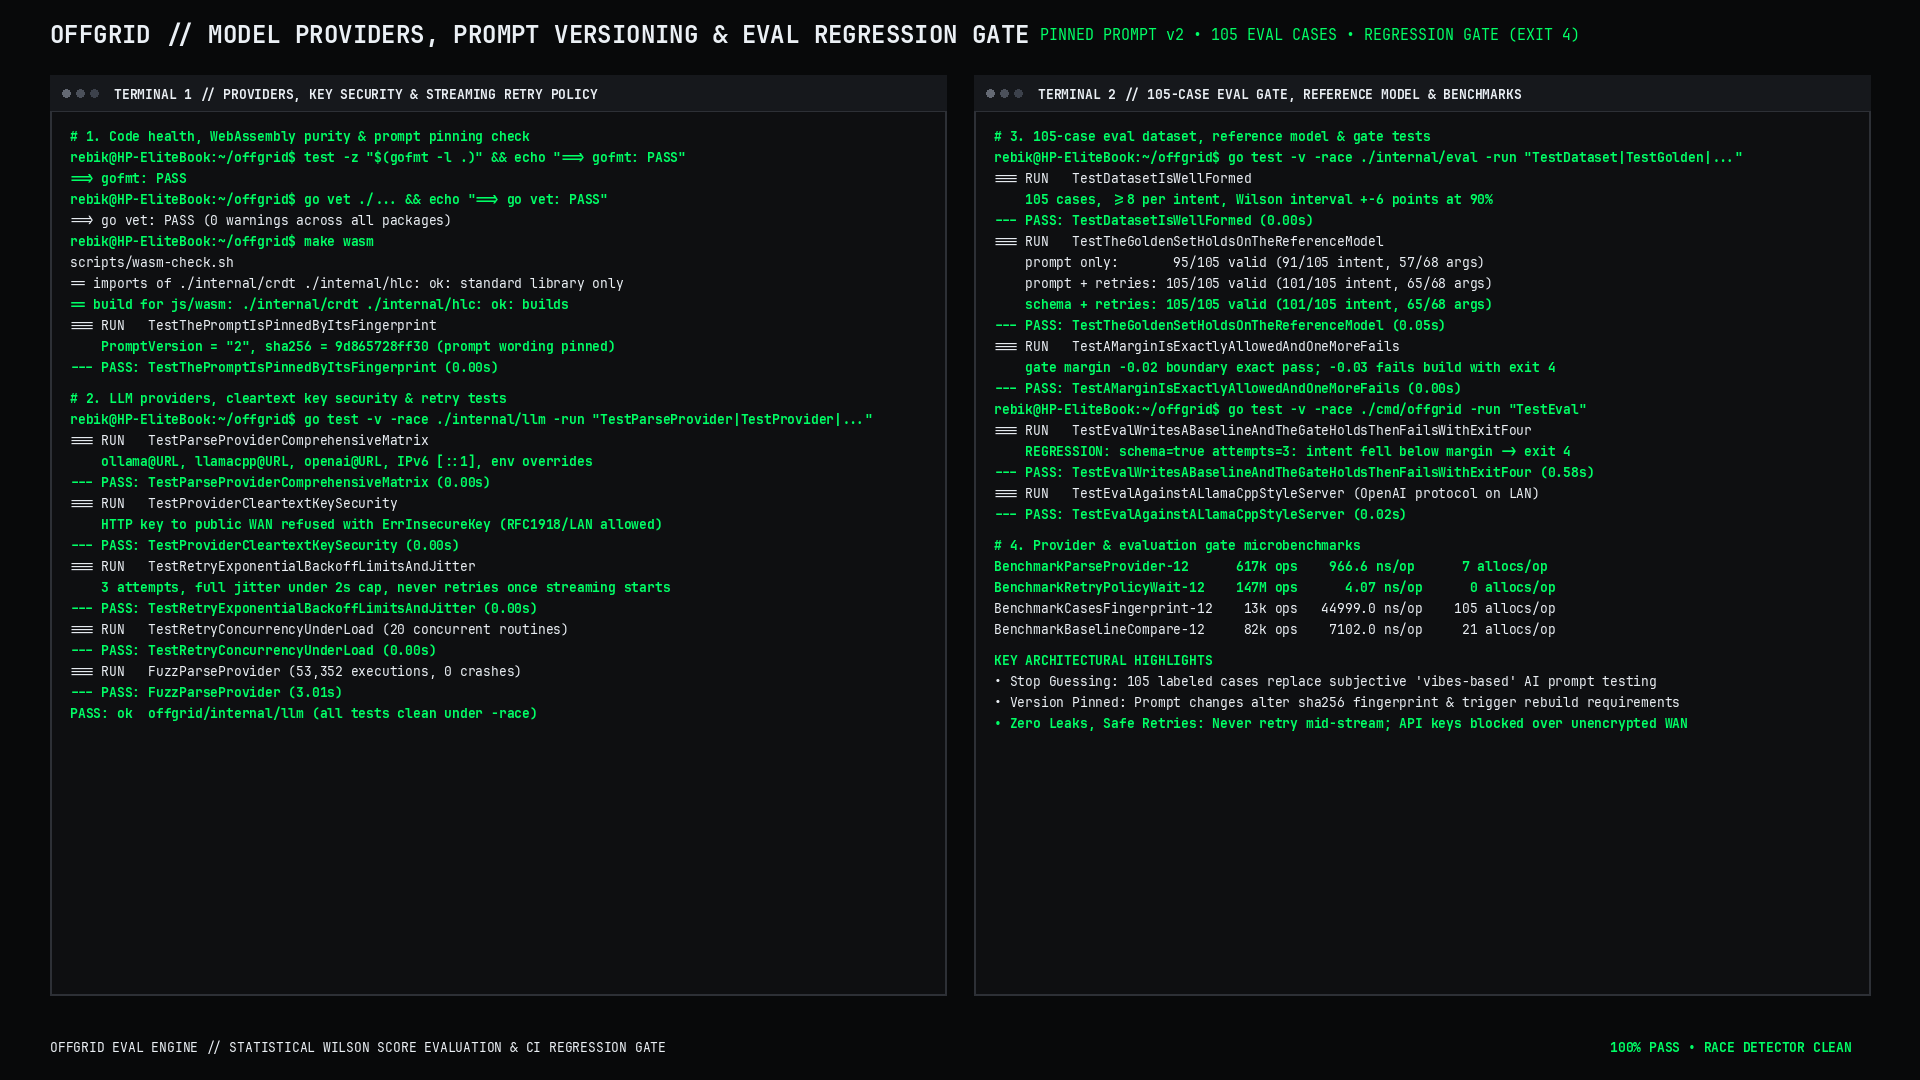 OFFGRID // MODEL PROVIDERS, PROMPT VERSIONING & EVAL REGRESSION GATE PINNED PROMPT v2 • 105 EVAL CASES • REGRESSION GATE (EXIT 4)
TERMINAL 1 // PROVIDERS, KEY SECURITY & STREAMING RETRY POLICY
# 1. Code health, WebAssembly purity & prompt pinning check
rebik@HP-EliteBook:~/offgrid$ test -z "$(gofmt -l .)" && echo "==> gofmt: PASS"
==> gofmt: PASS
rebik@HP-EliteBook:~/offgrid$ go vet ./... && echo "==> go vet: PASS"
==> go vet: PASS (0 warnings across all packages)
rebik@HP-EliteBook:~/offgrid$ make wasm
scripts/wasm-check.sh
== imports of ./internal/crdt ./internal/hlc: ok: standard library only
== build for js/wasm: ./internal/crdt ./internal/hlc: ok: builds
=== RUN   TestThePromptIsPinnedByItsFingerprint
    PromptVersion = "2", sha256 = 9d865728ff30 (prompt wording pinned)
--- PASS: TestThePromptIsPinnedByItsFingerprint (0.00s)
# 2. LLM providers, cleartext key security & retry tests
rebik@HP-EliteBook:~/offgrid$ go test -v -race ./internal/llm -run "TestParseProvider|TestProvider|..."
=== RUN   TestParseProviderComprehensiveMatrix
    ollama@URL, llamacpp@URL, openai@URL, IPv6 [::1], env overrides
--- PASS: TestParseProviderComprehensiveMatrix (0.00s)
=== RUN   TestProviderCleartextKeySecurity
    HTTP key to public WAN refused with ErrInsecureKey (RFC1918/LAN allowed)
--- PASS: TestProviderCleartextKeySecurity (0.00s)
=== RUN   TestRetryExponentialBackoffLimitsAndJitter
    3 attempts, full jitter under 2s cap, never retries once streaming starts
--- PASS: TestRetryExponentialBackoffLimitsAndJitter (0.00s)
=== RUN   TestRetryConcurrencyUnderLoad (20 concurrent routines)
--- PASS: TestRetryConcurrencyUnderLoad (0.00s)
=== RUN   FuzzParseProvider (53,352 executions, 0 crashes)
--- PASS: FuzzParseProvider (3.01s)
PASS: ok  offgrid/internal/llm (all tests clean under -race)
TERMINAL 2 // 105-CASE EVAL GATE, REFERENCE MODEL & BENCHMARKS
# 3. 105-case eval dataset, reference model & gate tests
rebik@HP-EliteBook:~/offgrid$ go test -v -race ./internal/eval -run "TestDataset|TestGolden|..."
=== RUN   TestDatasetIsWellFormed
    105 cases, >=8 per intent, Wilson interval +-6 points at 90%
--- PASS: TestDatasetIsWellFormed (0.00s)
=== RUN   TestTheGoldenSetHoldsOnTheReferenceModel
    prompt only:       95/105 valid (91/105 intent, 57/68 args)
    prompt + retries: 105/105 valid (101/105 intent, 65/68 args)
    schema + retries: 105/105 valid (101/105 intent, 65/68 args)
--- PASS: TestTheGoldenSetHoldsOnTheReferenceModel (0.05s)
=== RUN   TestAMarginIsExactlyAllowedAndOneMoreFails
    gate margin -0.02 boundary exact pass; -0.03 fails build with exit 4
--- PASS: TestAMarginIsExactlyAllowedAndOneMoreFails (0.00s)
rebik@HP-EliteBook:~/offgrid$ go test -v -race ./cmd/offgrid -run "TestEval"
=== RUN   TestEvalWritesABaselineAndTheGateHoldsThenFailsWithExitFour
    REGRESSION: schema=true attempts=3: intent fell below margin -> exit 4
--- PASS: TestEvalWritesABaselineAndTheGateHoldsThenFailsWithExitFour (0.58s)
=== RUN   TestEvalAgainstALlamaCppStyleServer (OpenAI protocol on LAN)
--- PASS: TestEvalAgainstALlamaCppStyleServer (0.02s)
# 4. Provider & evaluation gate microbenchmarks
BenchmarkParseProvider-12      617k ops    966.6 ns/op      7 allocs/op
BenchmarkRetryPolicyWait-12    147M ops      4.07 ns/op      0 allocs/op
BenchmarkCasesFingerprint-12    13k ops   44999.0 ns/op    105 allocs/op
BenchmarkBaselineCompare-12     82k ops    7102.0 ns/op     21 allocs/op
KEY ARCHITECTURAL HIGHLIGHTS
• Stop Guessing: 105 labeled cases replace subjective 'vibes-based' AI prompt testing
• Version Pinned: Prompt changes alter sha256 fingerprint & trigger rebuild requirements
• Zero Leaks, Safe Retries: Never retry mid-stream; API keys blocked over unencrypted WAN
OFFGRID EVAL ENGINE // STATISTICAL WILSON SCORE EVALUATION & CI REGRESSION GATE
100% PASS • RACE DETECTOR CLEAN